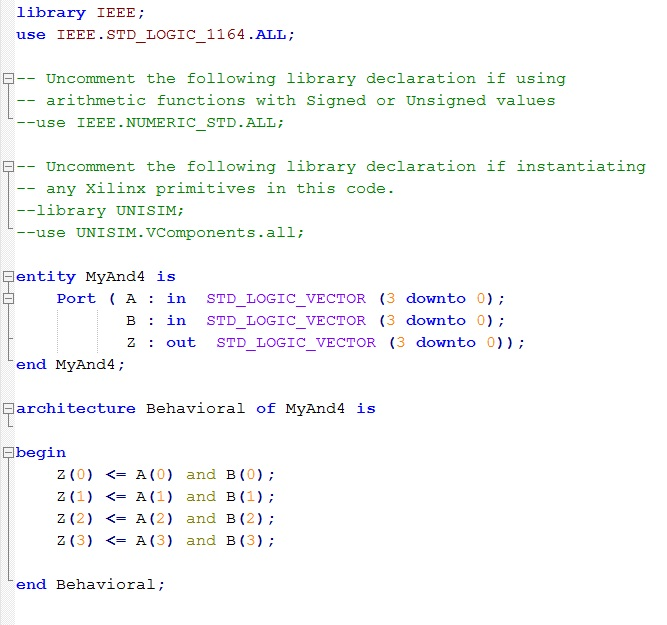 library IEEE;
use IEEE.STD_LOGIC_1164.ALL;
-- Uncomment the following library declaration if using
-- arithmetic functions with Signed or Unsigned values
--use IEEE.NUMERIC_STD.ALL;
-- Uncomment the following library declaration if instantiating
-- any Xilinx primitives in this code.
--library UNISIM;
--use UNISIM.VComponents.all;
entity MyAnd4 is
    Port ( A : in  STD_LOGIC_VECTOR (3 downto 0);
           B : in  STD_LOGIC_VECTOR (3 downto 0);
           Z : out  STD_LOGIC_VECTOR (3 downto 0));
end MyAnd4;
architecture Behavioral of MyAnd4 is
begin
    Z(0) <= A(0) and B(0);
    Z(1) <= A(1) and B(1);
    Z(2) <= A(2) and B(2);
    Z(3) <= A(3) and B(3);
end Behavioral;